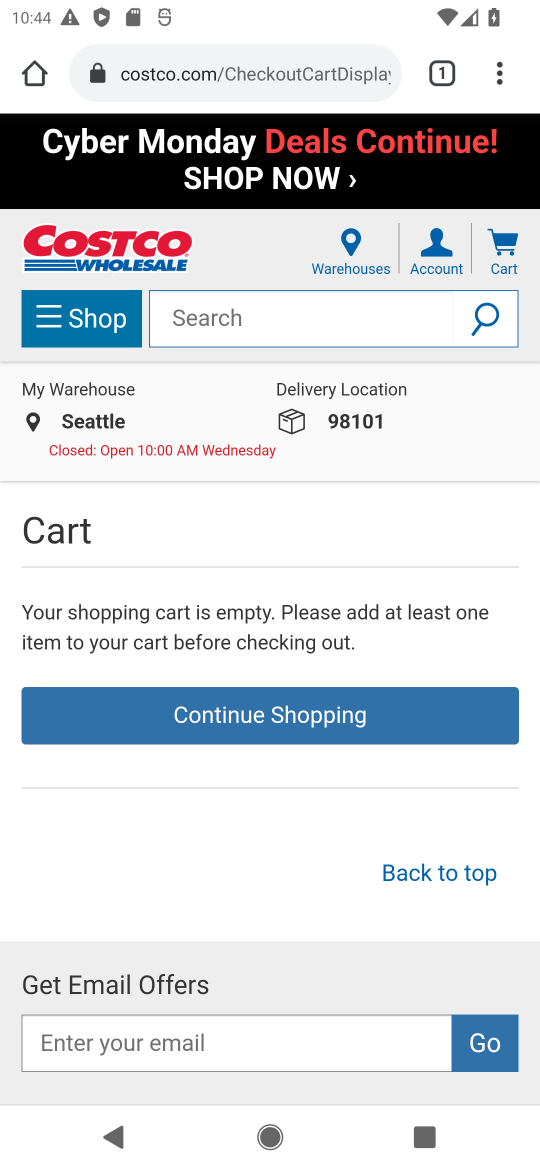 10:44
costco.com/CheckoutCartDisplay
1
Cyber Monday Deals Continue!
SHOP NOW ›
COSTCO
WHOLESALE
Warehouses
Account
Cart
Shop
Search
My Warehouse
Seattle
Closed: Open 10:00 AM Wednesday
Delivery Location
98101
Cart
Your shopping cart is empty. Please add at least one
item to your cart before checking out.
Continue Shopping
Back to top
Get Email Offers
Enter your email
Go